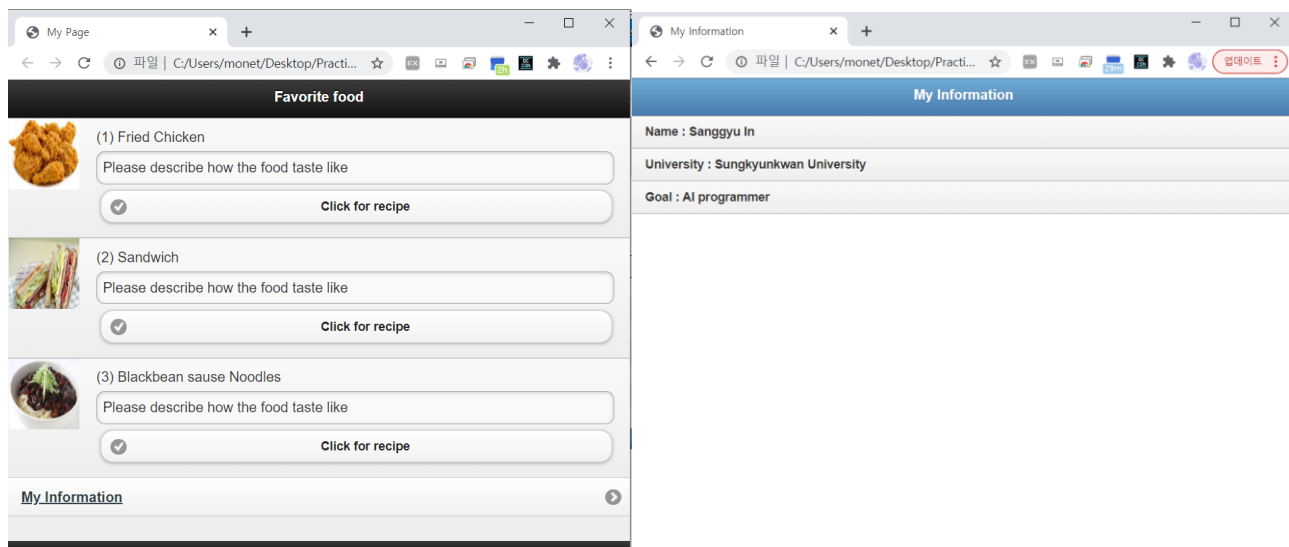 My Page
파일 | C:/Users/monet/Desktop/Practi...
2h
Favorite food
(1) Fried Chicken
Please describe how the food taste like
Click for recipe
(2) Sandwich
Please describe how the food taste like
Click for recipe
(3) Blackbean sause Noodles
Please describe how the food taste like
Click for recipe
My Information
My Information
파일 | C:/Users/monet/Desktop/Practi...
29m
업데이트
My Information
Name : Sanggyu In
University : Sungkyunkwan University
Goal : AI programmer